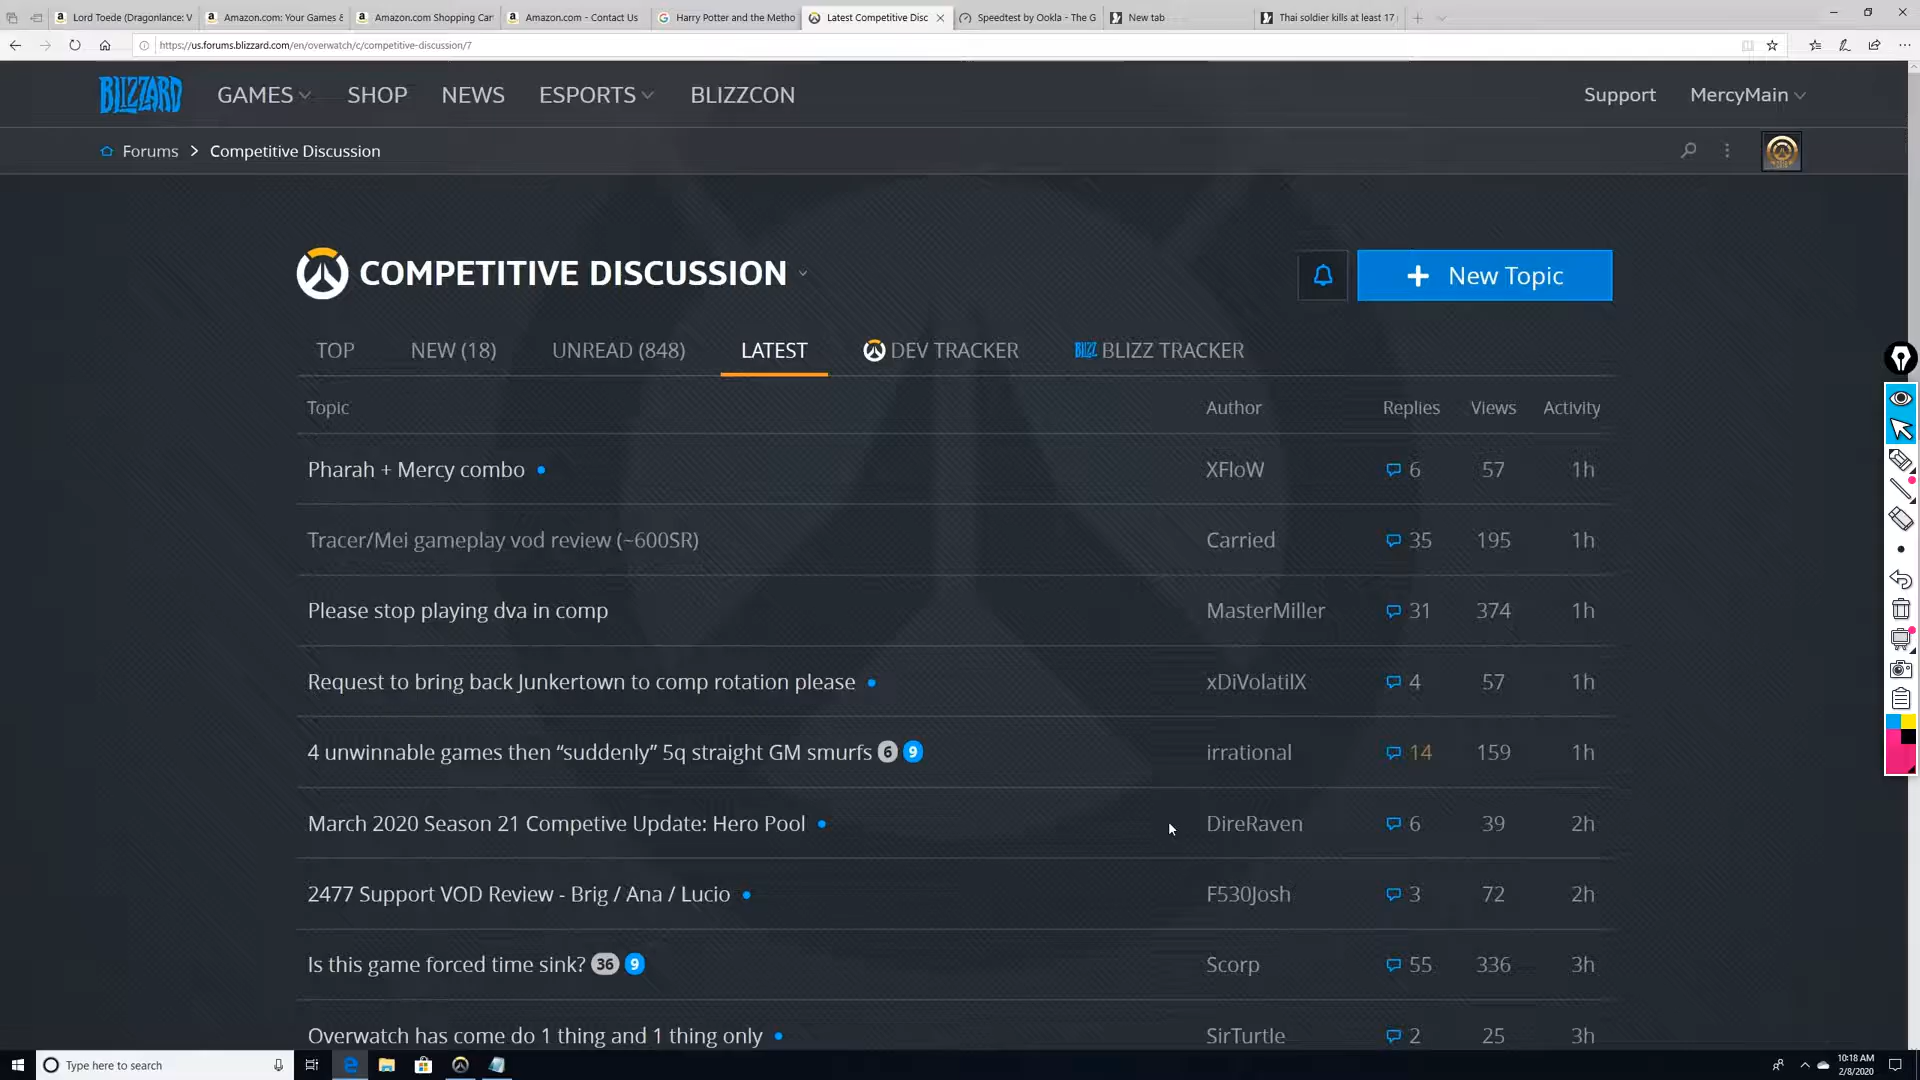 Lord Toede (Dragonlance: V
Amazon.com: Your Games &
Amazon.com Shopping Car
Amazon.com - Contact Us
Harry Potter and the Metho
Latest Competitive Disc
Speedtest by Ookla - The G
New tab
Thai soldier kills at least 17
https://us.forums.blizzard.com/en/overwatch/c/competitive-discussion/7
BLIZZARD GAMES SHOP NEWS ESPORTS BLIZZCON Support MercyMain
Forums > Competitive Discussion
COMPETITIVE DISCUSSION + New Topic
TOP NEW (18) UNREAD (848) LATEST DEV TRACKER BLIZZ TRACKER
Topic Author Replies Views Activity
Pharah + Mercy combo XFloW 6 57 1h
Tracer/Mei gameplay vod review (~600SR) Carried 35 195 1h
Please stop playing dva in comp MasterMiller 31 374 1h
Request to bring back Junkertown to comp rotation please xDiVolatilX 4 57 1h
4 unwinnable games then “suddenly” 5q straight GM smurfs 6 9 irrational 14 159 1h
March 2020 Season 21 Competive Update: Hero Pool DireRaven 6 39 2h
2477 Support VOD Review - Brig / Ana / Lucio F530Josh 3 72 2h
Is this game forced time sink? 36 9 Scorp 55 336 3h
Overwatch has come do 1 thing and 1 thing only SirTurtle 2 25 3h
Type here to search
10:18 AM
2/8/2020